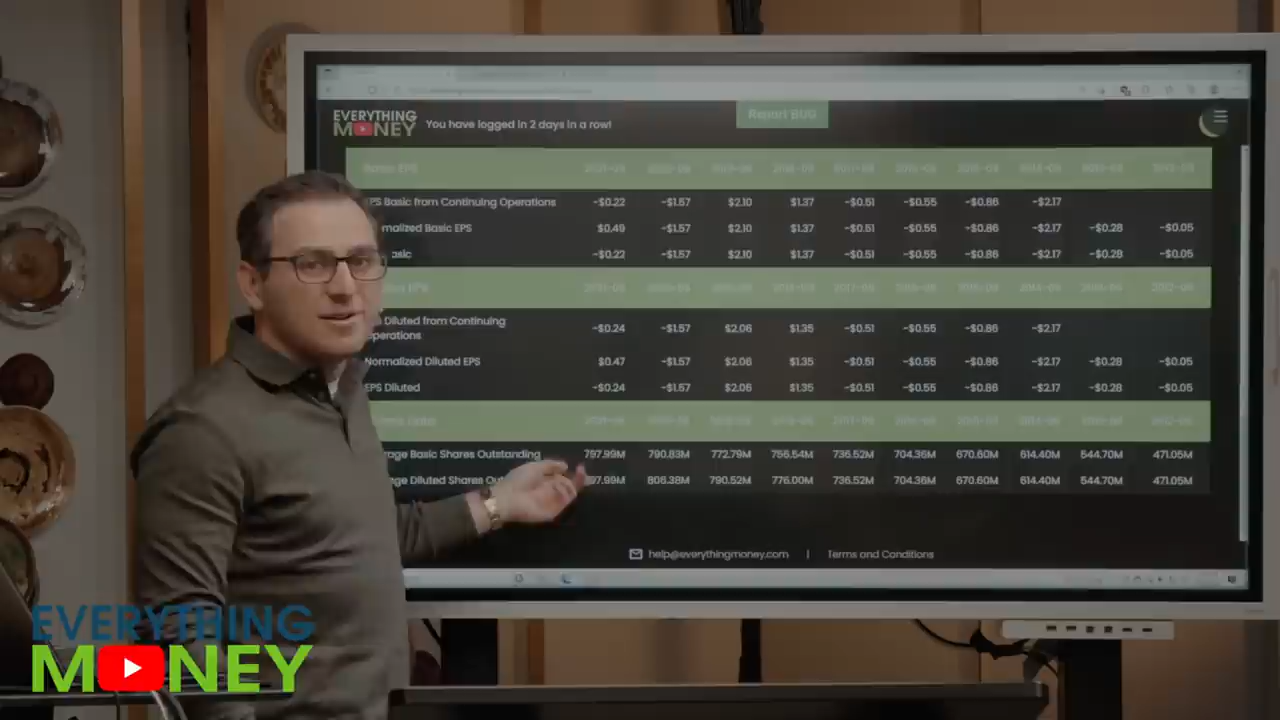 EVERYTHING
MONEY
You have logged in 2 days in a row!
Report BUG
EPS Basic from Continuing Operations -$0.22 -$1.57 $2.10 $1.37 -$0.51 -$0.55 -$0.86 -$2.17
malized Basic EPS $0.49 -$1.57 $2.10 $1.37 -$0.51 -$0.55 -$0.86 -$2.17 -$0.28 -$0.05
asic -$0.22 -$1.57 $2.10 $1.37 -$0.51 -$0.55 -$0.86 -$2.17 -$0.28 -$0.05
Diluted from Continuing
Operations -$0.24 -$1.57 $2.06 $1.35 -$0.51 -$0.55 -$0.86 -$2.17
Normalized Diluted EPS $0.47 -$1.57 $2.06 $1.35 -$0.51 -$0.55 -$0.86 -$2.17 -$0.28 -$0.05
EPS Diluted -$0.24 -$1.57 $2.06 $1.35 -$0.51 -$0.55 -$0.86 -$2.17 -$0.28 -$0.05
rage Basic Shares Outstanding 797.99M 790.83M 772.79M 756.54M 736.52M 704.36M 670.60M 614.40M 544.70M 471.05M
age Diluted Shares Out 97.99M 806.38M 790.52M 776.00M 736.52M 704.36M 670.60M 614.40M 544.70M 471.05M
help@everythingmoney.com | Terms and Conditions
EVERYTHING
MONEY